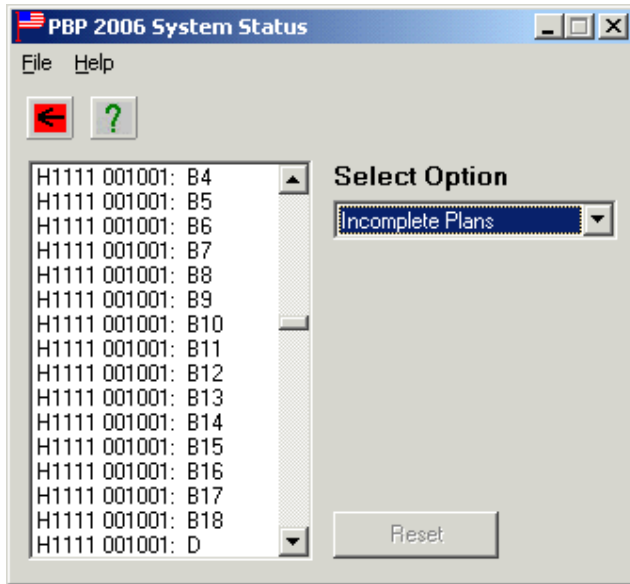 PBP 2006 System Status
File Help
?
H1111 001001: B4
H1111 001001: B5
H1111 001001: B6
H1111 001001: B7
H1111 001001: B8
H1111 001001: B9
H1111 001001: B10
H1111 001001: B11
H1111 001001: B12
H1111 001001: B13
H1111 001001: B14
H1111 001001: B15
H1111 001001: B16
H1111 001001: B17
H1111 001001: B18
H1111 001001: D
Select Option
Incomplete Plans
Reset